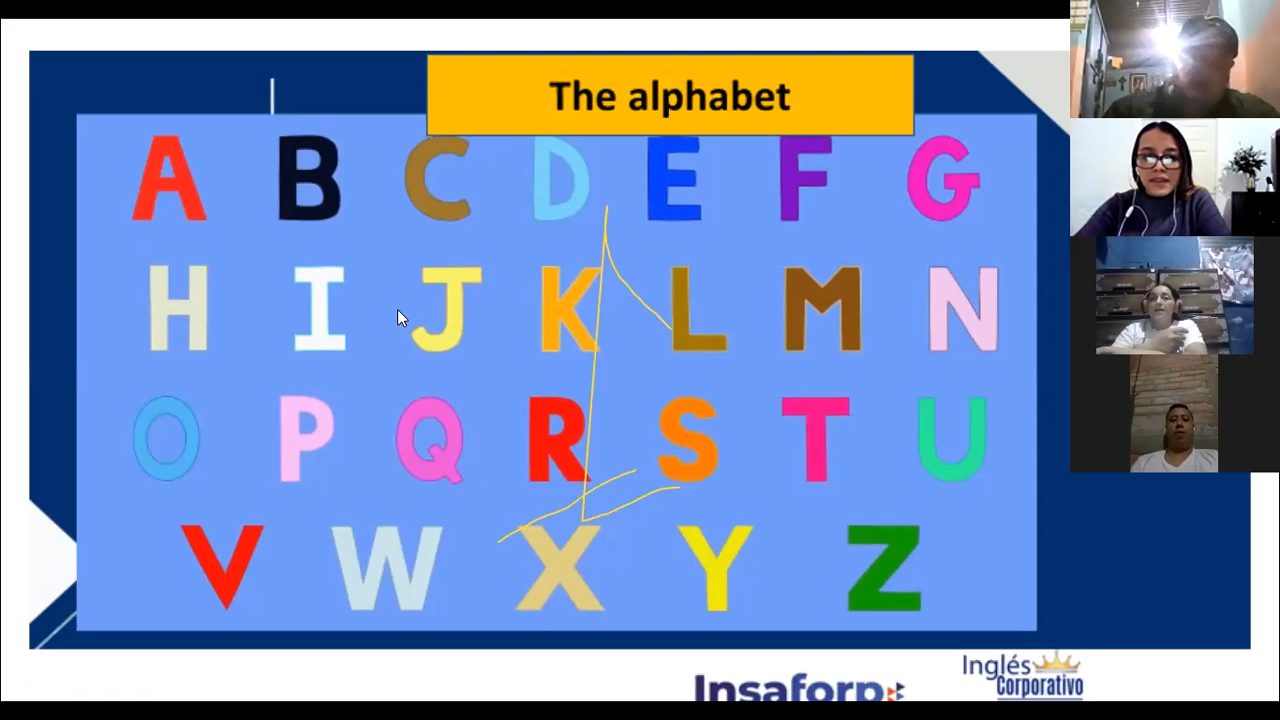 The alphabet
A B C D E F G
H I J K L M N
O P Q R S T U
V W X Y Z
Insaforp
Inglés
Corporativo